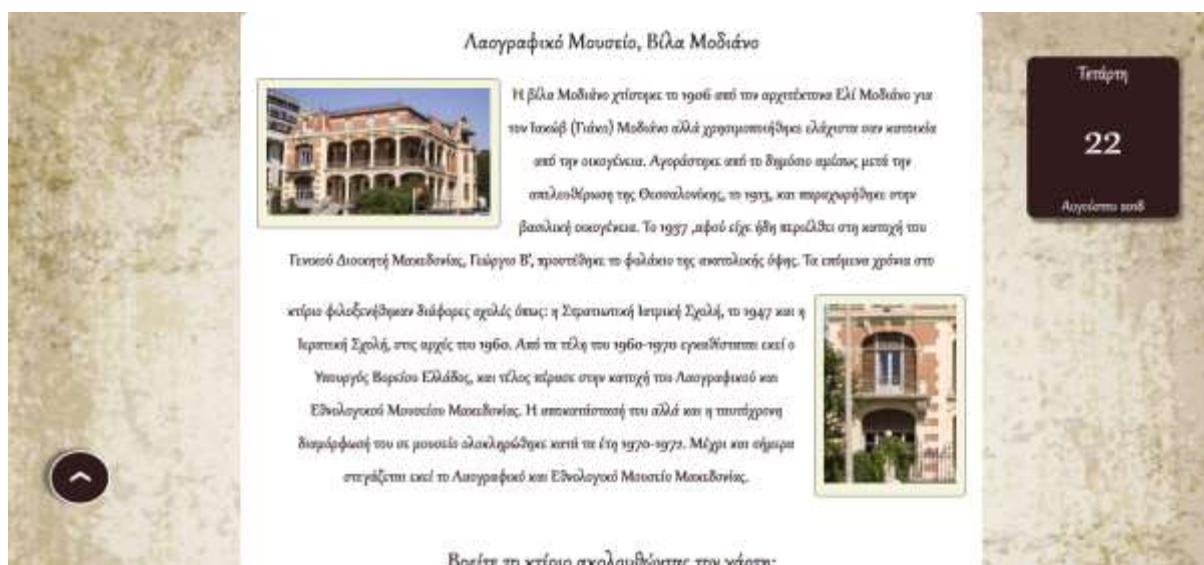 Λαογραφικό Μουσείο, Βίλα Μοδιάνο
Η βίλα Μοδιάνο χτίστηκε το 1906 από τον αρχιτέκτονα Ελί Μοδιάνο για
τον Ιακώβ (Γιάκο) Μοδιάνο αλλά χρησιμοποιήθηκε ελάχιστα σαν κατοικία
από την οικογένεια. Αγοράστηκε από το δημόσιο αμέσως μετά την
απελευθέρωση της Θεσσαλονίκης, το 1913, και παραχωρήθηκε στην
βασιλική οικογένεια. Το 1937 ,αφού είχε ήδη περιέλθει στη κατοχή του
Γενικού Διοικητή Μακεδονίας, Γεώργιο Β', προστέθηκε το φυλάκιο της ανατολικής όψης. Τα επόμενα χρόνια στο
κτίριο φιλοξενήθηκαν διάφορες σχολές όπως: η Στρατιωτική Ιατρική Σχολή, το 1947 και η
Ιερατική Σχολή, στις αρχές του 1960. Από τα τέλη του 1960-1970 εγκαθίσταται εκεί ο
Υπουργός Βορείου Ελλάδος, και τέλος πέρασε στην κατοχή του Λαογραφικού και
Εθνολογικού Μουσείου Μακεδονίας. Η αποκατάστασή του αλλά και η ταυτόχρονη
διαμόρφωσή του σε μουσείο ολοκληρώθηκε κατά τα έτη 1970-1972. Μέχρι και σήμερα
στεγάζεται εκεί το Λαογραφικό και Εθνολογικό Μουσείο Μακεδονίας.
Βρείτε το κτίριο ακολουθώντας τον χάρτη:
Τετάρτη
22
Αυγούστου 2018